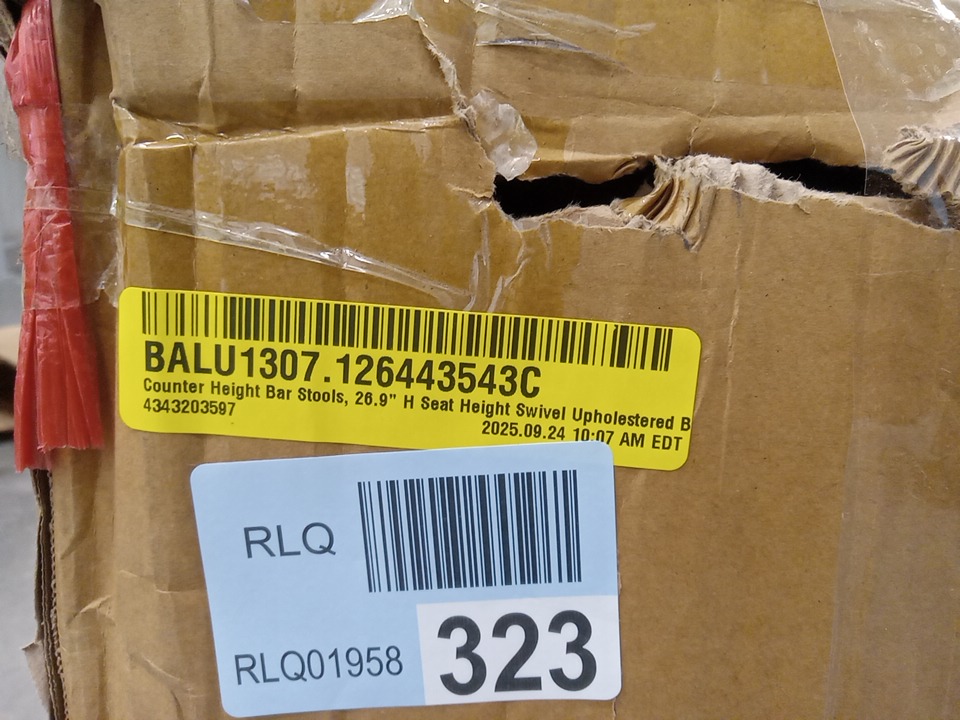 BALU1307.126443543C
Counter Height Bar Stools, 26.9" H Seat Height Swivel Upholestered B
4343203597
2025.09.24 10:07 AM EDT
RLQ
RLQ01958
323